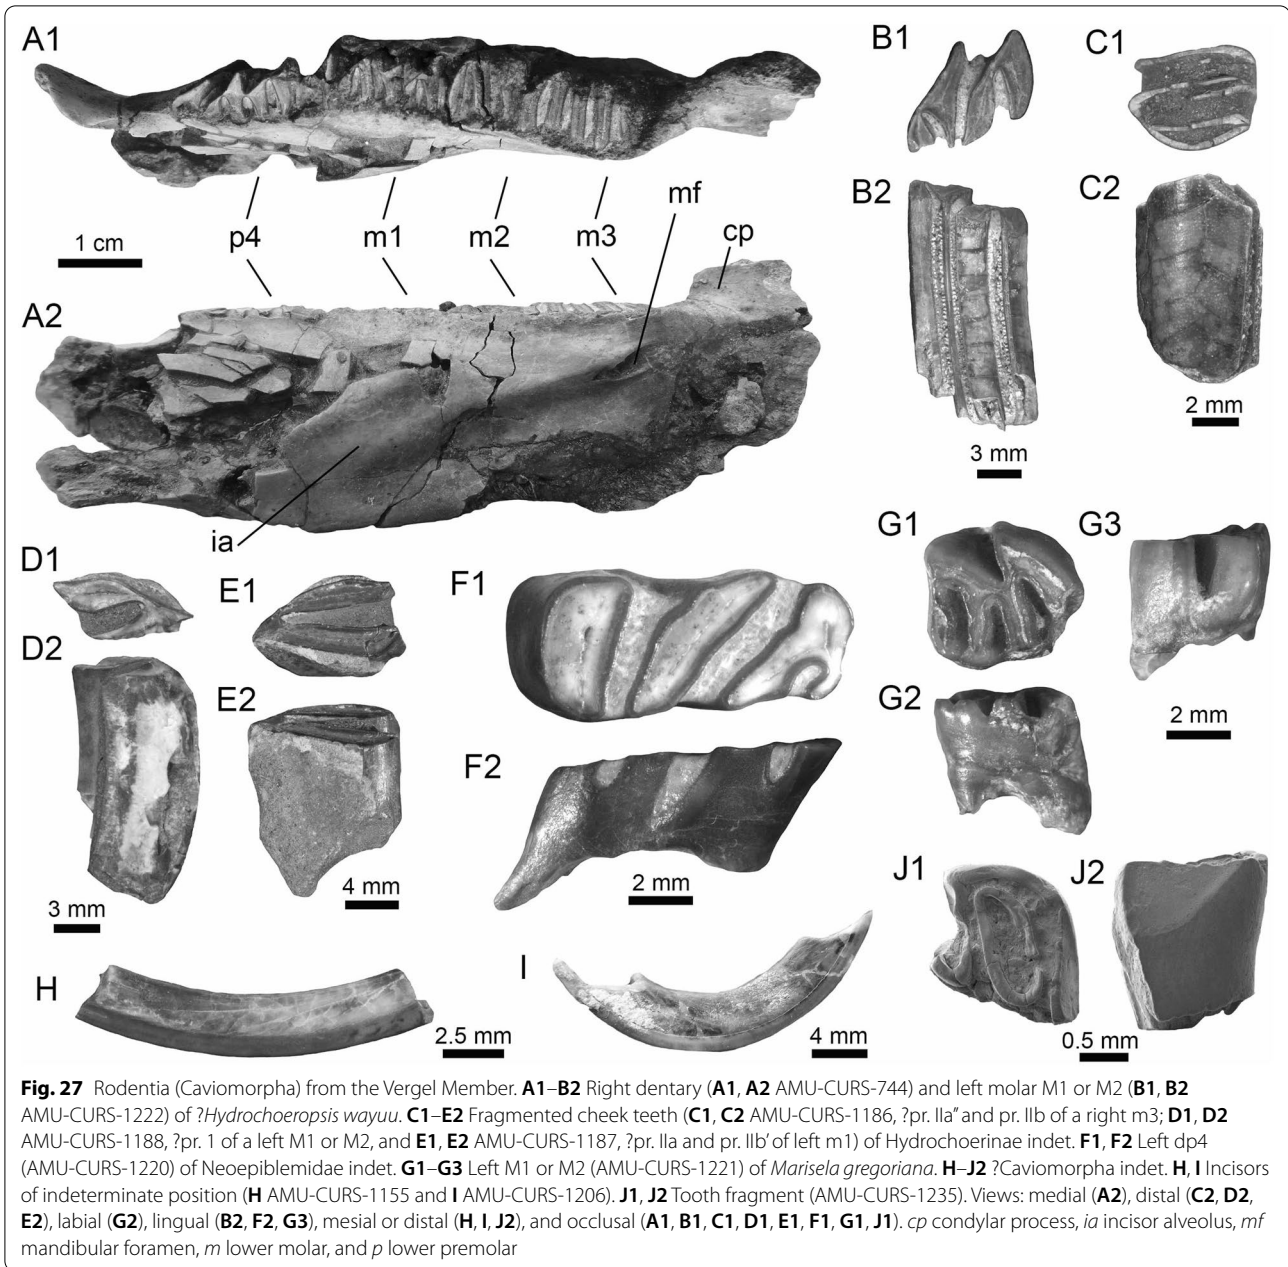 A1
B1
C1
mf
p4
m1
m2
m3
cp
1 cm
B2
C2
A2
2 mm
3 mm
ia
D1
E1
F1
G1
G3
D2
E2
F2
G2
2 mm
4 mm
3 mm
2 mm
J1
J2
H
I
2.5 mm
4 mm
0.5 mm
Fig. 27 Rodentia (Caviomorpha) from the Vergel Member. A1–B2 Right dentary (A1, A2 AMU-CURS-744) and left molar M1 or M2 (B1, B2
AMU-CURS-1222) of ?Hydrochoeropsis wayuu. C1–E2 Fragmented cheek teeth (C1, C2 AMU-CURS-1186, ?pr. IIa″ and pr. IIb of a right m3; D1, D2
AMU-CURS-1188, ?pr. 1 of a left M1 or M2, and E1, E2 AMU-CURS-1187, ?pr. IIa and pr. IIb′ of left m1) of Hydrochoerinae indet. F1, F2 Left dp4
(AMU-CURS-1220) of Neoepiblemidae indet. G1–G3 Left M1 or M2 (AMU-CURS-1221) of Marisela gregoriana. H–J2 ?Caviomorpha indet. H, I Incisors
of indeterminate position (H AMU-CURS-1155 and I AMU-CURS-1206). J1, J2 Tooth fragment (AMU-CURS-1235). Views: medial (A2), distal (C2, D2,
E2), labial (G2), lingual (B2, F2, G3), mesial or distal (H, I, J2), and occlusal (A1, B1, C1, D1, E1, F1, G1, J1). cp condylar process, ia incisor alveolus, mf
mandibular foramen, m lower molar, and p lower premolar